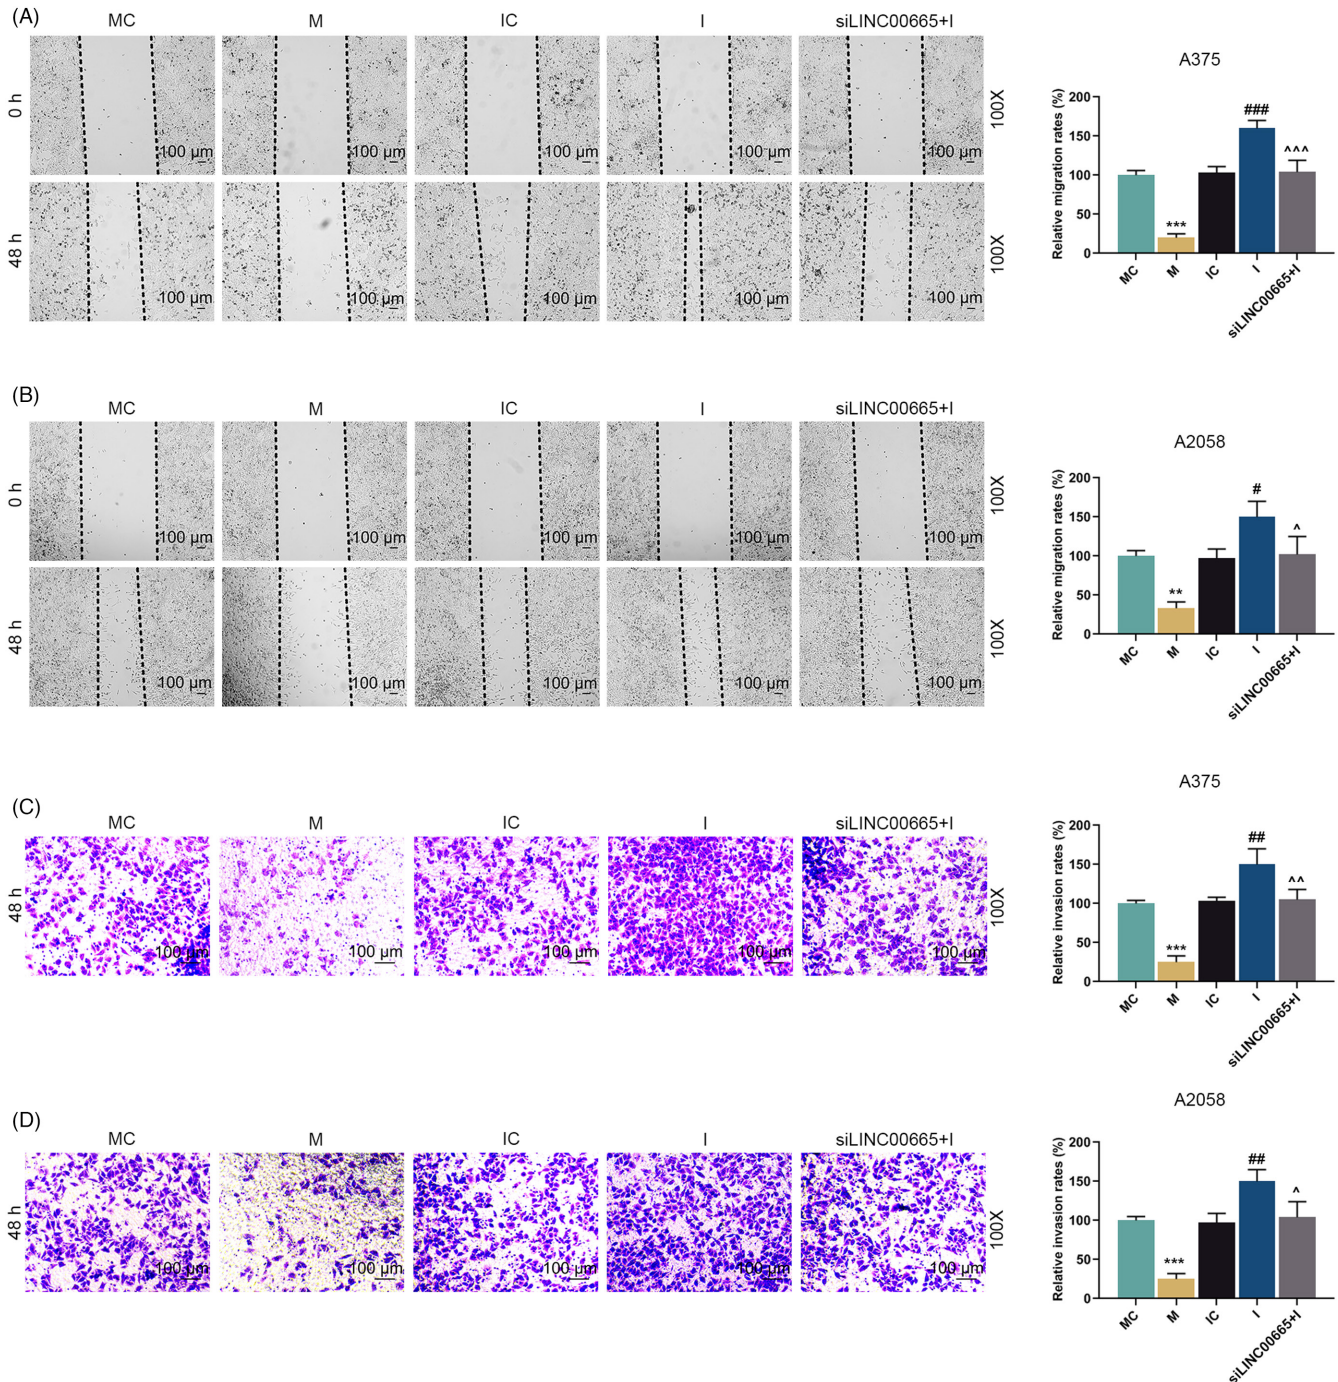 (A)
MC M IC I siLINC00665+I
0 h
100 µm 100 µm 100 µm 100 µm 100 µm
100X
48 h
100 µm 100 µm 100 µm 100 µm 100 µm
100X
A375
Relative migration rates (%)
200
150
100
50
0
***
###
^^^
MC M IC I siLINC00665+I
(B)
MC M IC I siLINC00665+I
0 h
100 µm 100 µm 100 µm 100 µm 100 µm
100X
48 h
100 µm 100 µm 100 µm 100 µm 100 µm
100X
A2058
Relative migration rates (%)
200
150
100
50
0
**
#
^
MC M IC I siLINC00665+I
(C)
MC M IC I siLINC00665+I
48 h
100 µm 100 µm 100 µm 100 µm 100 µm
100X
A375
Relative invasion rates (%)
200
150
100
50
0
***
##
^^
MC M IC I siLINC00665+I
(D)
MC M IC I siLINC00665+I
48 h
100 µm 100 µm 100 µm 100 µm 100 µm
100X
A2058
Relative invasion rates (%)
200
150
100
50
0
***
##
^
MC M IC I siLINC00665+I